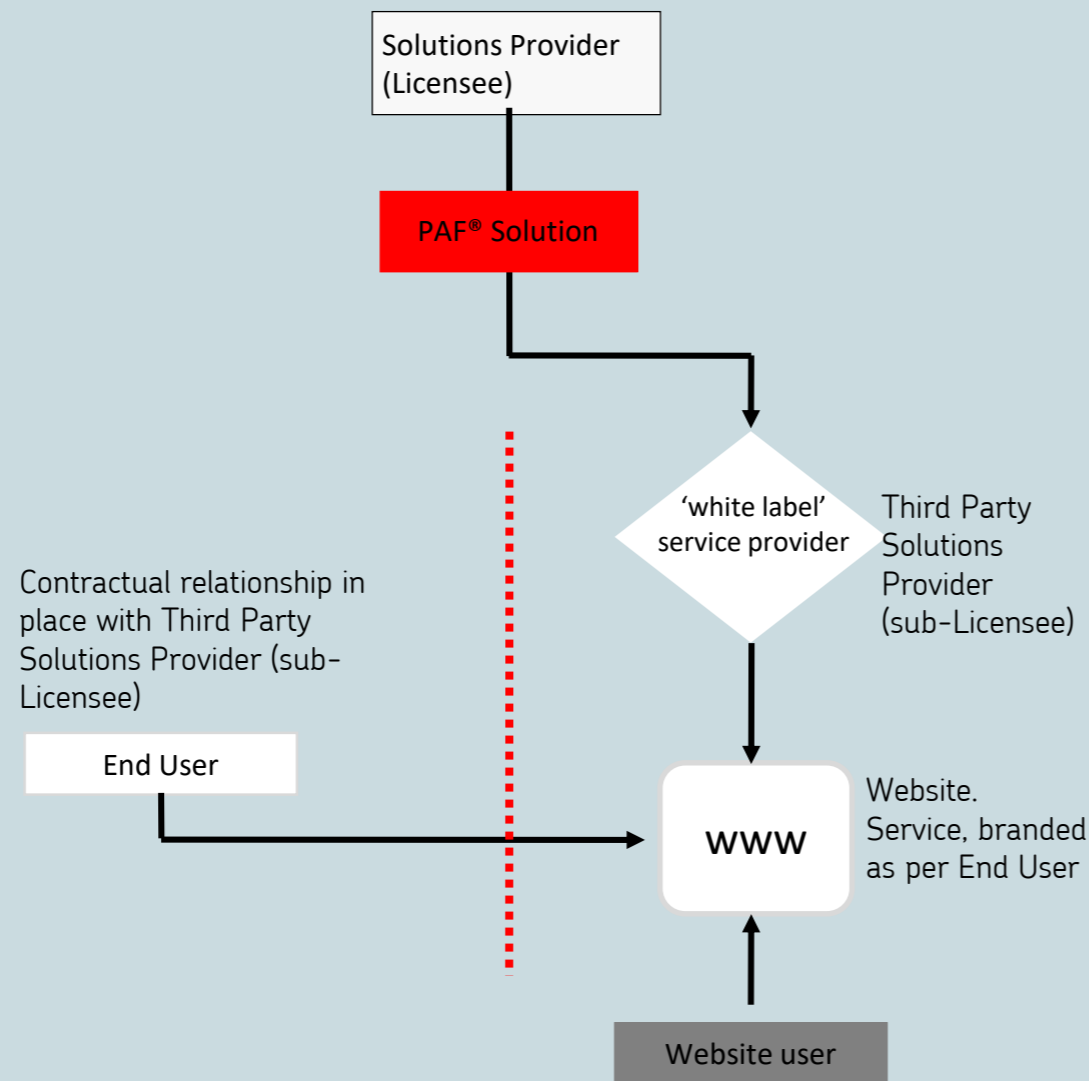 Solutions Provider
(Licensee)
PAF® Solution
‘white label’
service provider
Third Party
Solutions
Provider
(sub-Licensee)
Contractual relationship in
place with Third Party
Solutions Provider (sub-
Licensee)
End User
www
Website.
Service, branded
as per End User
Website user